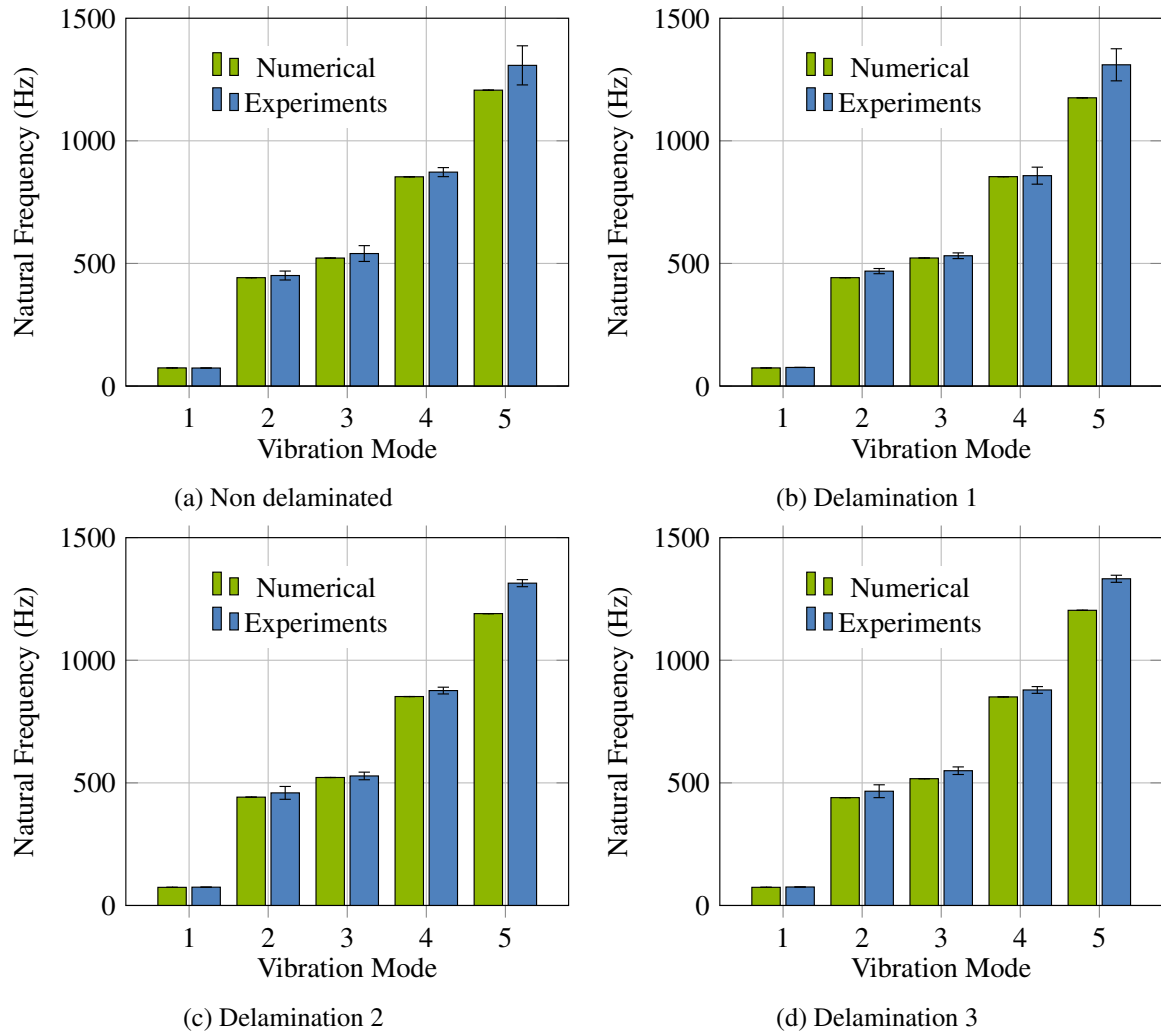 1500
1000
500
0
Natural Frequency (Hz)
Numerical
Experiments
1 2 3 4 5
Vibration Mode
(a) Non delaminated
1500
1000
500
0
Natural Frequency (Hz)
Numerical
Experiments
1 2 3 4 5
Vibration Mode
(b) Delamination 1
1500
1000
500
0
Natural Frequency (Hz)
Numerical
Experiments
1 2 3 4 5
Vibration Mode
(c) Delamination 2
1500
1000
500
0
Natural Frequency (Hz)
Numerical
Experiments
1 2 3 4 5
Vibration Mode
(d) Delamination 3